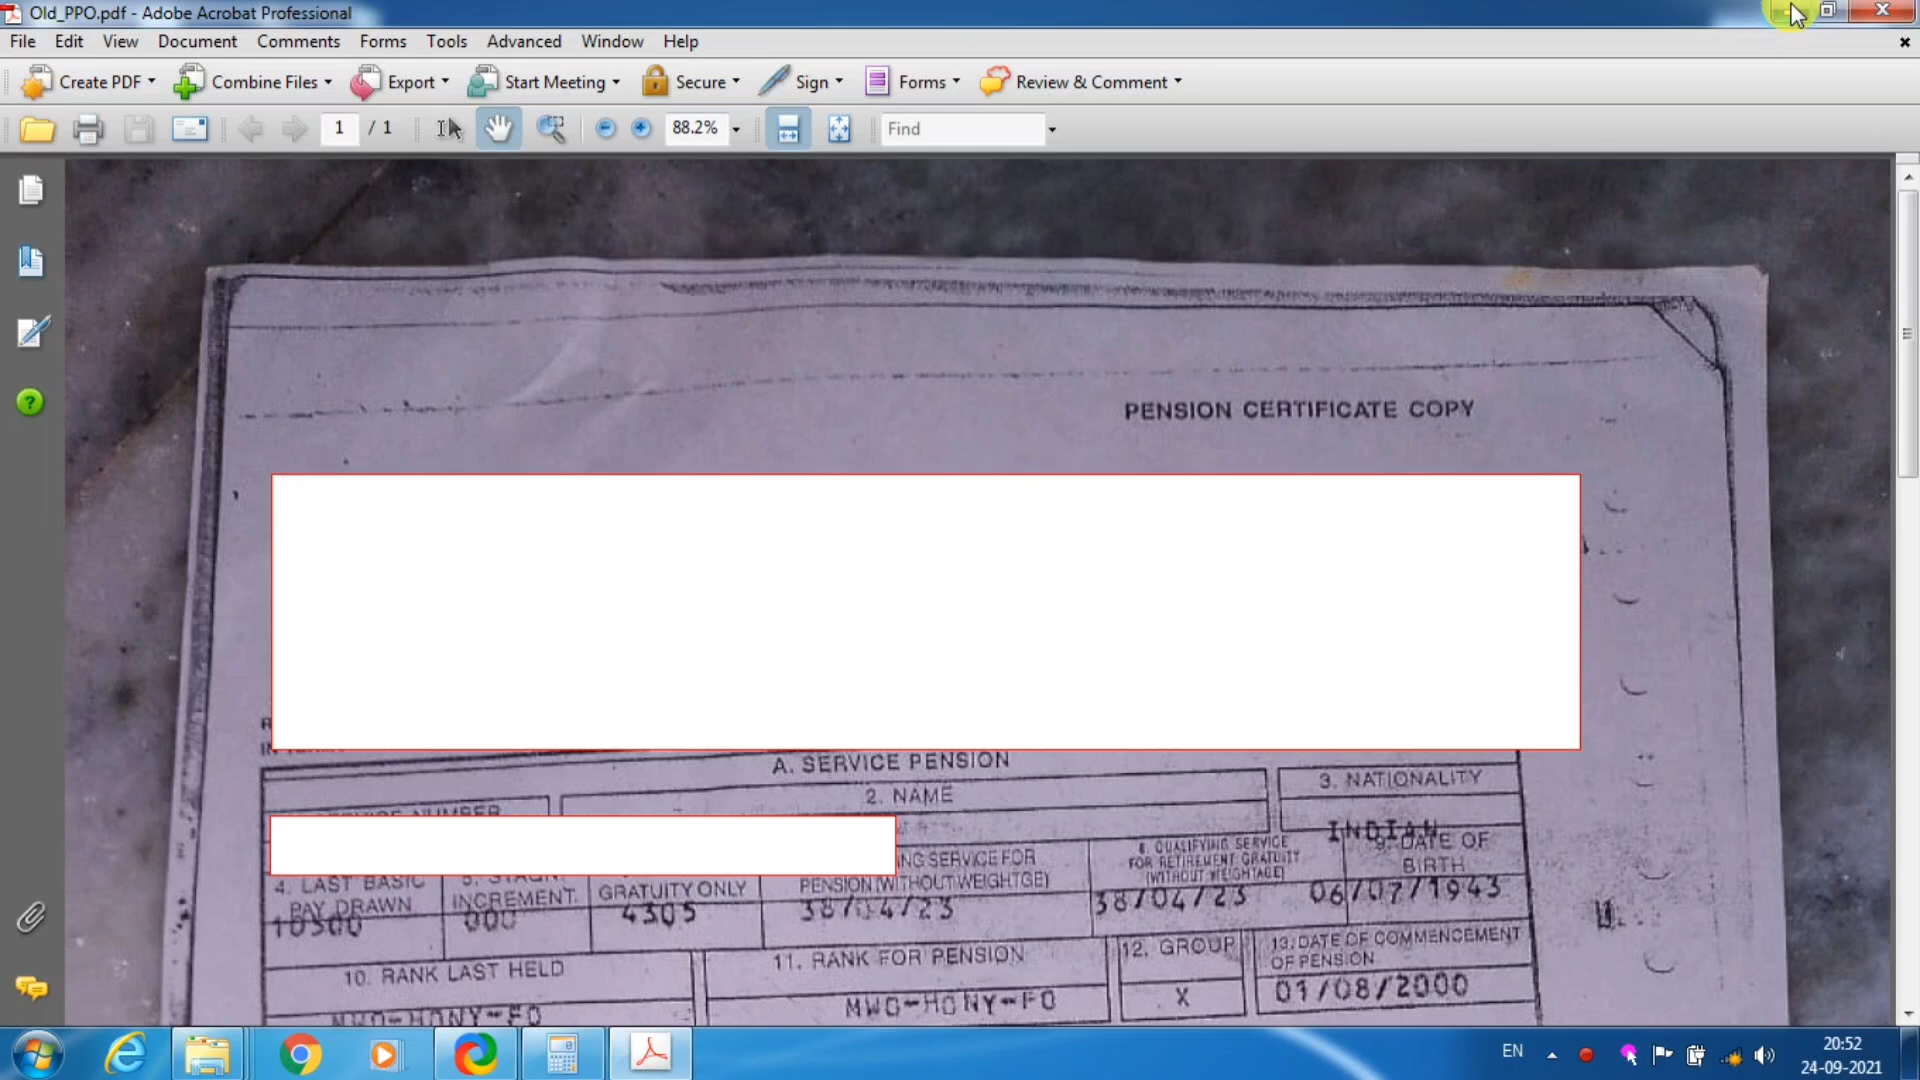 Old_PPO.pdf - Adobe Acrobat Professional
File Edit View Document Comments Forms Tools Advanced Window Help
Create PDF Combine Files Export Start Meeting Secure Sign Forms Review & Comment
1 / 1 88.2% Find
PENSION CERTIFICATE COPY
A. SERVICE PENSION
2. NAME
3. NATIONALITY
INDIAN
SERVICE NUMBER
4. LAST BASIC PAY DRAWN
10500
INCREMENT
000
GRATUITY ONLY
4305
SERVICE FOR
PENSION (WITHOUT WEIGHTGE)
38/04/23
8. QUALIFYING SERVICE
FOR RETIREMENT GRATUITY
(WITHOUT WEIGHTAGE)
38/04/23
9. DATE OF
BIRTH
06/07/1943
10. RANK LAST HELD
MWO-HONY-FO
11. RANK FOR PENSION
MWO-HONY-FO
12. GROUP
X
13. DATE OF COMMENCEMENT
OF PENSION
01/08/2000
EN
20:52
24-09-2021